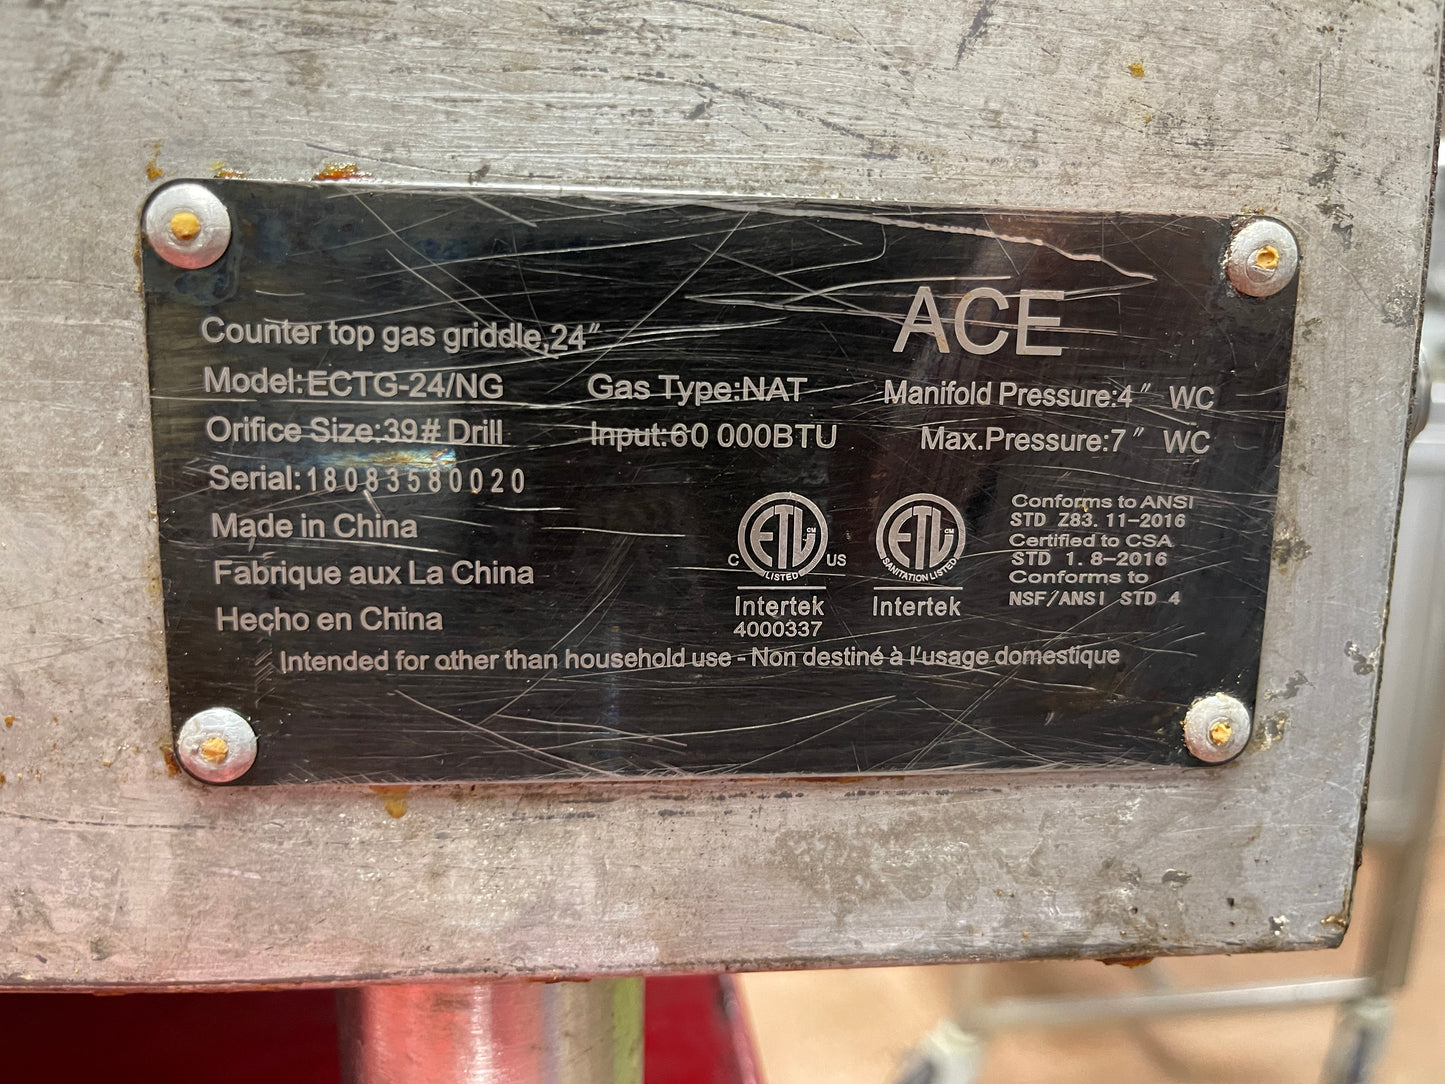 ACE
Counter top gas griddle,24"
Model:ECTG-24/NG Gas Type:NAT Manifold Pressure:4" WC
Orifice Size:39# Drill Input:60 000BTU Max.Pressure:7" WC
Serial:18083580020
Made in China
Fabrique aux La China
Hecho en China
C ETL CM US
LISTED
Intertek
4000337
ETL CM
SANITATION LISTED
Intertek
Conforms to ANSI
STD Z83.11-2016
Certified to CSA
STD 1.8-2016
Conforms to
NSF/ANSI STD 4
Intended for other than household use - Non destiné à l'usage domestique